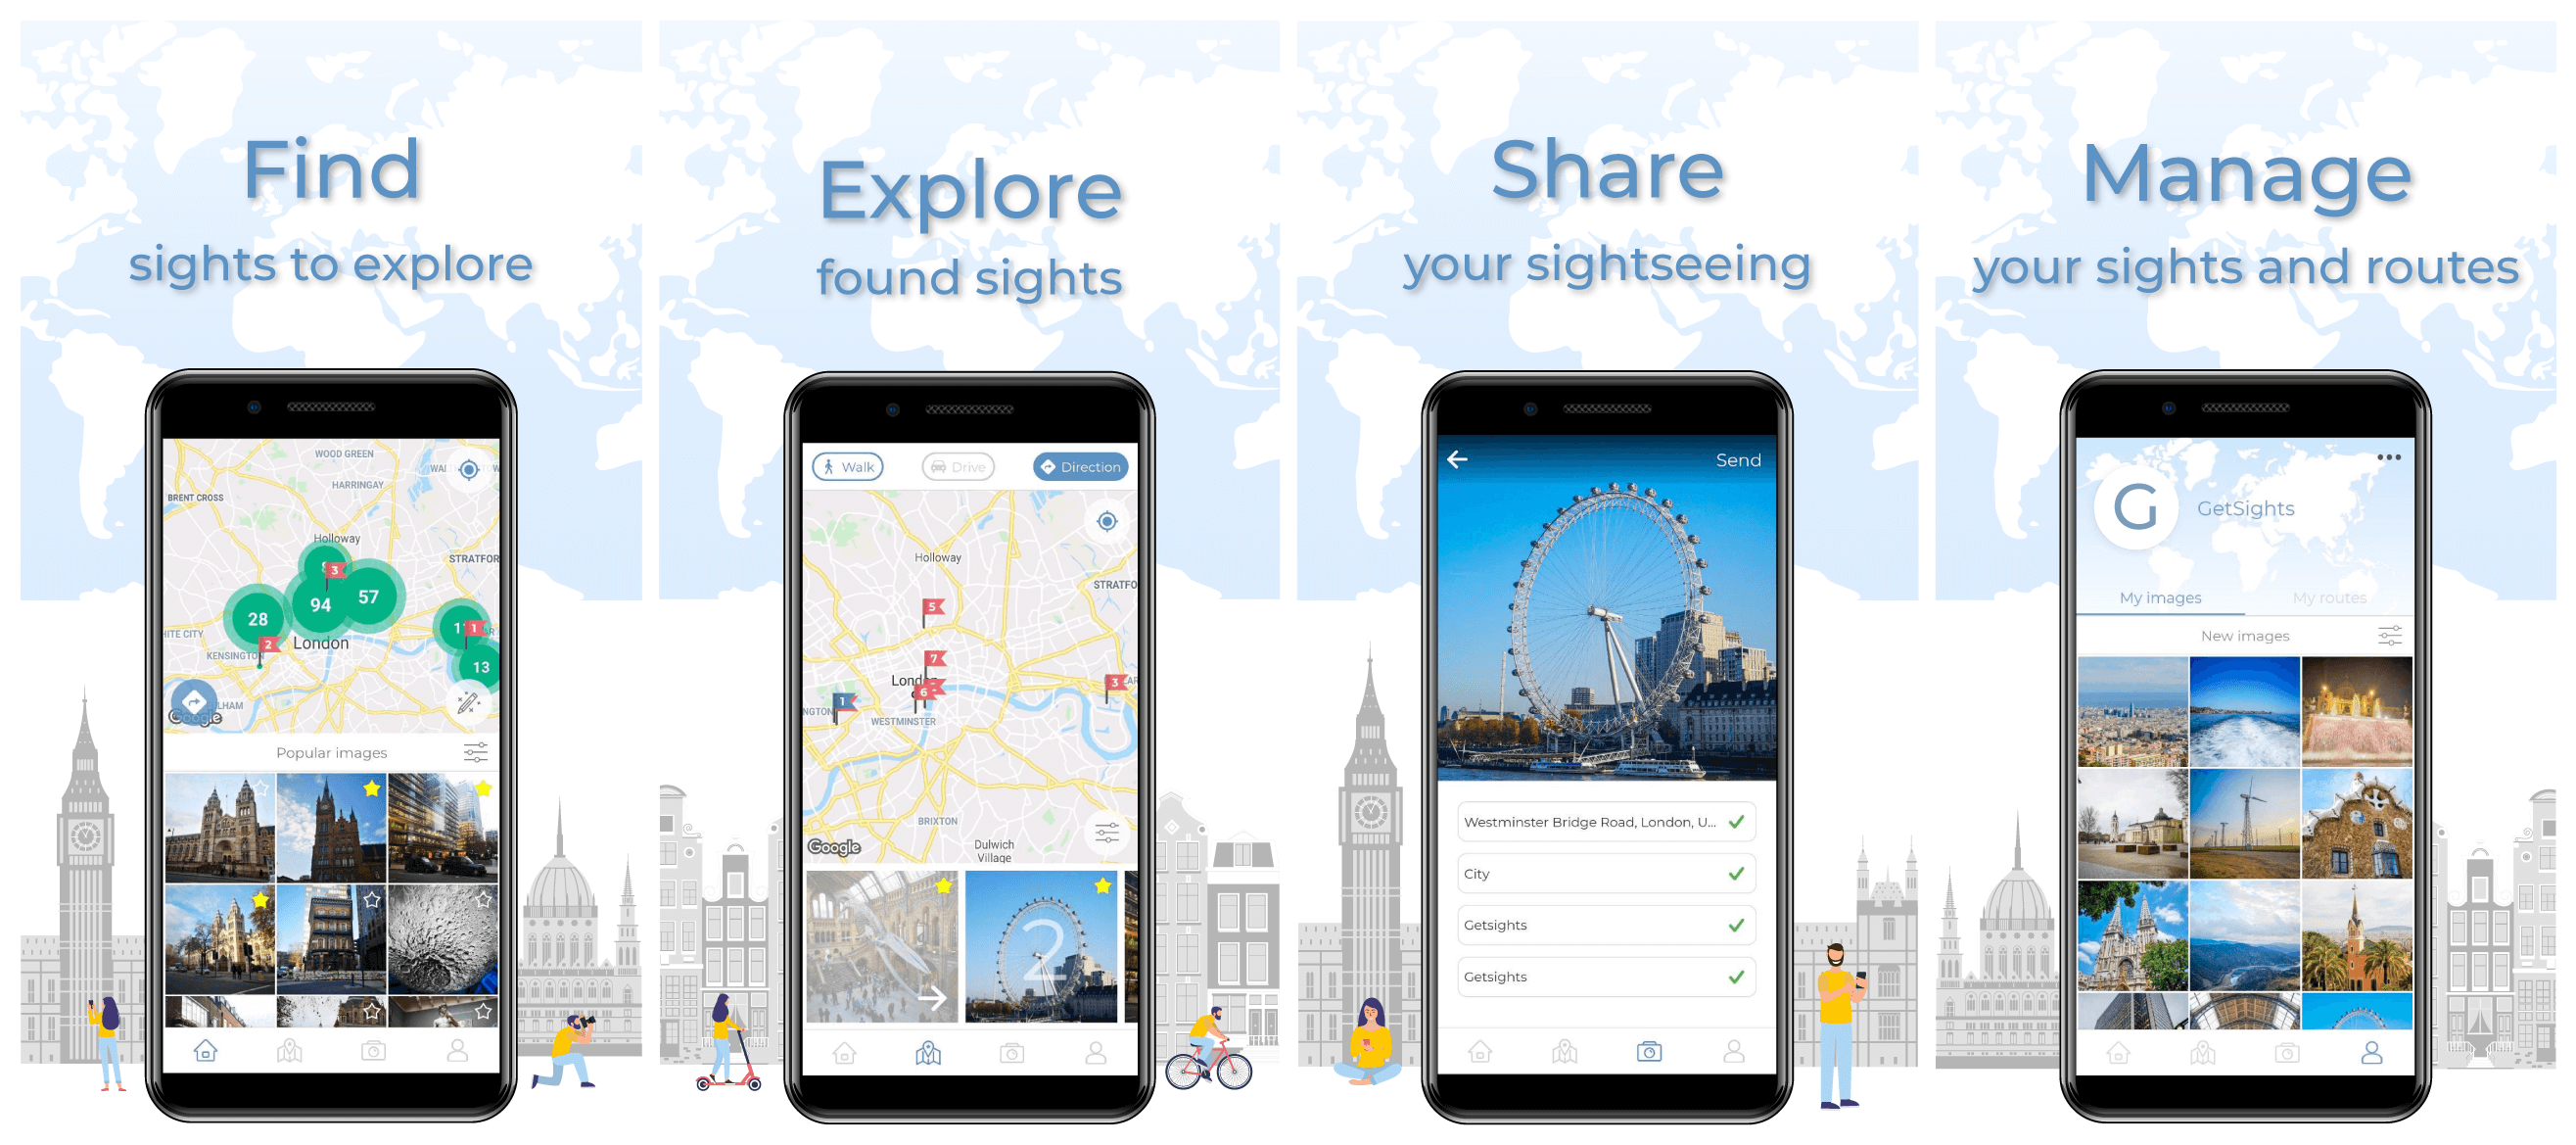 Find
sights to explore
WOOD GREEN
HARRINGAY
BRENT CROSS
Holloway
STRATFOR
3
94
57
28
1
2
London
KENSINGTON
13
LHAM
Google
Popular images
Explore
found sights
Walk
Drive
Direction
Holloway
STRATFO
5
7
6
3
1
NGTON
WESTMINSTER
BRIXTON
Dulwich
Village
Google
2
Share
your sightseeing
Send
Westminster Bridge Road, London, U...
City
Getsights
Getsights
Manage
your sights and routes
G
GetSights
My images
My routes
New images